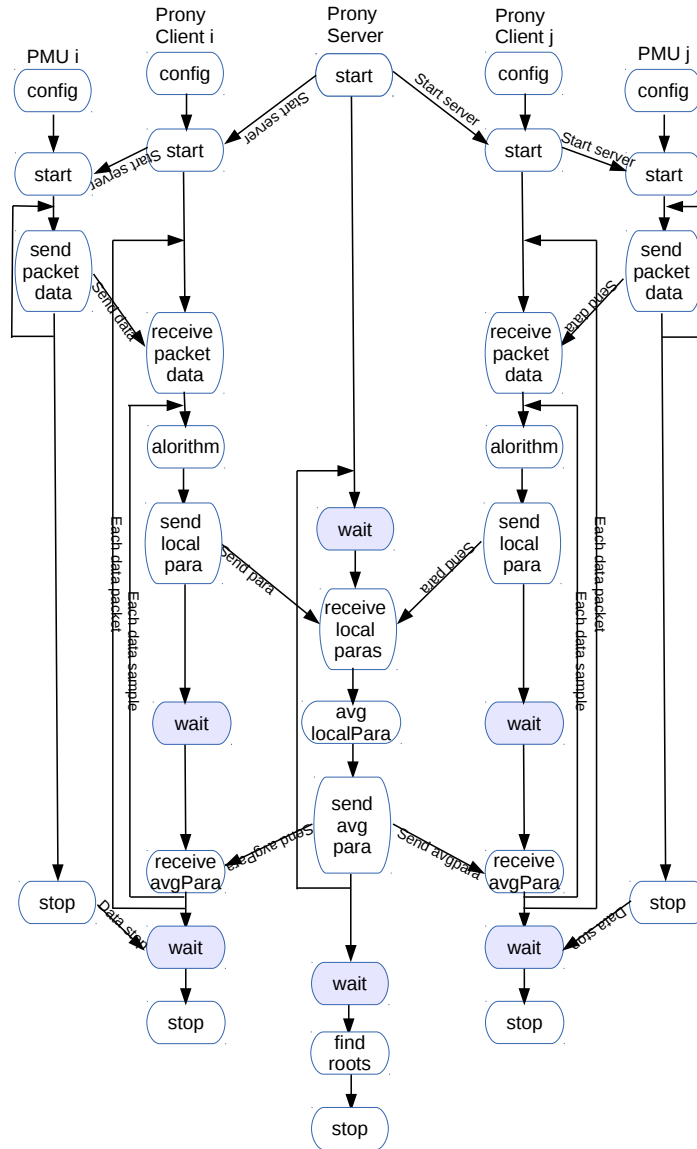 Prony
Client i
Prony
Server
Prony
Client j
PMU i
PMU j
config
config
start
config
config
Start server
Start server
start
start
Start server
Start server
start
start
send
packet
data
send
packet
data
Send data
Send data
receive
packet
data
receive
packet
data
alorithm
alorithm
send
local
para
wait
send
local
para
Send para
Send para
Each data packet
Each data sample
Each data sample
Each data packet
receive
local
paras
wait
avg
localPara
wait
send
avg
para
Send avgPara
Send avgpara
receive
avgPara
receive
avgPara
stop
stop
Data stop
Data stop
wait
wait
wait
stop
stop
find
roots
stop